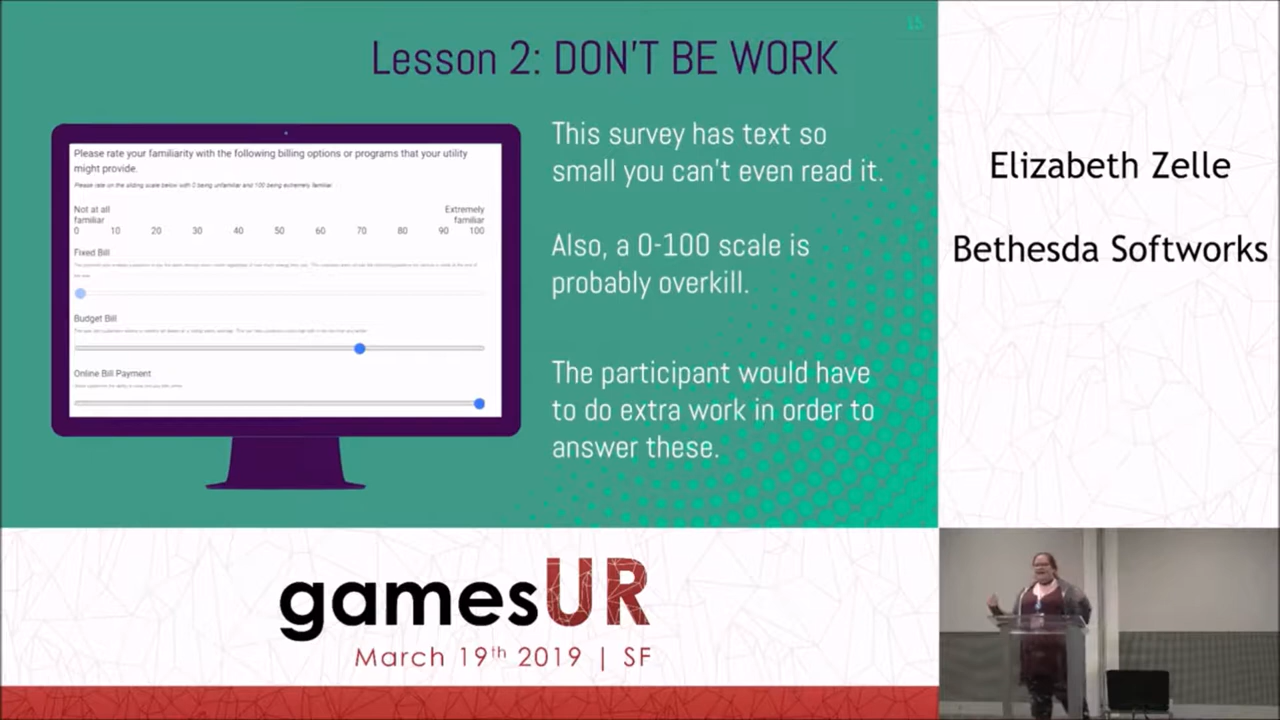 15
Lesson 2: DON'T BE WORK
Please rate your familiarity with the following billing options or programs that your utility
might provide.
Please rate on the sliding scale below with 0 being unfamiliar and 100 being extremely familiar.
Not at all
familiar
Extremely
familiar
0 10 20 30 40 50 60 70 80 90 100
Fixed Bill
Budget Bill
Online Bill Payment
This survey has text so
small you can't even read it.
Also, a 0-100 scale is
probably overkill.
The participant would have
to do extra work in order to
answer these.
Elizabeth Zelle
Bethesda Softworks
gamesUR
March 19th 2019 | SF